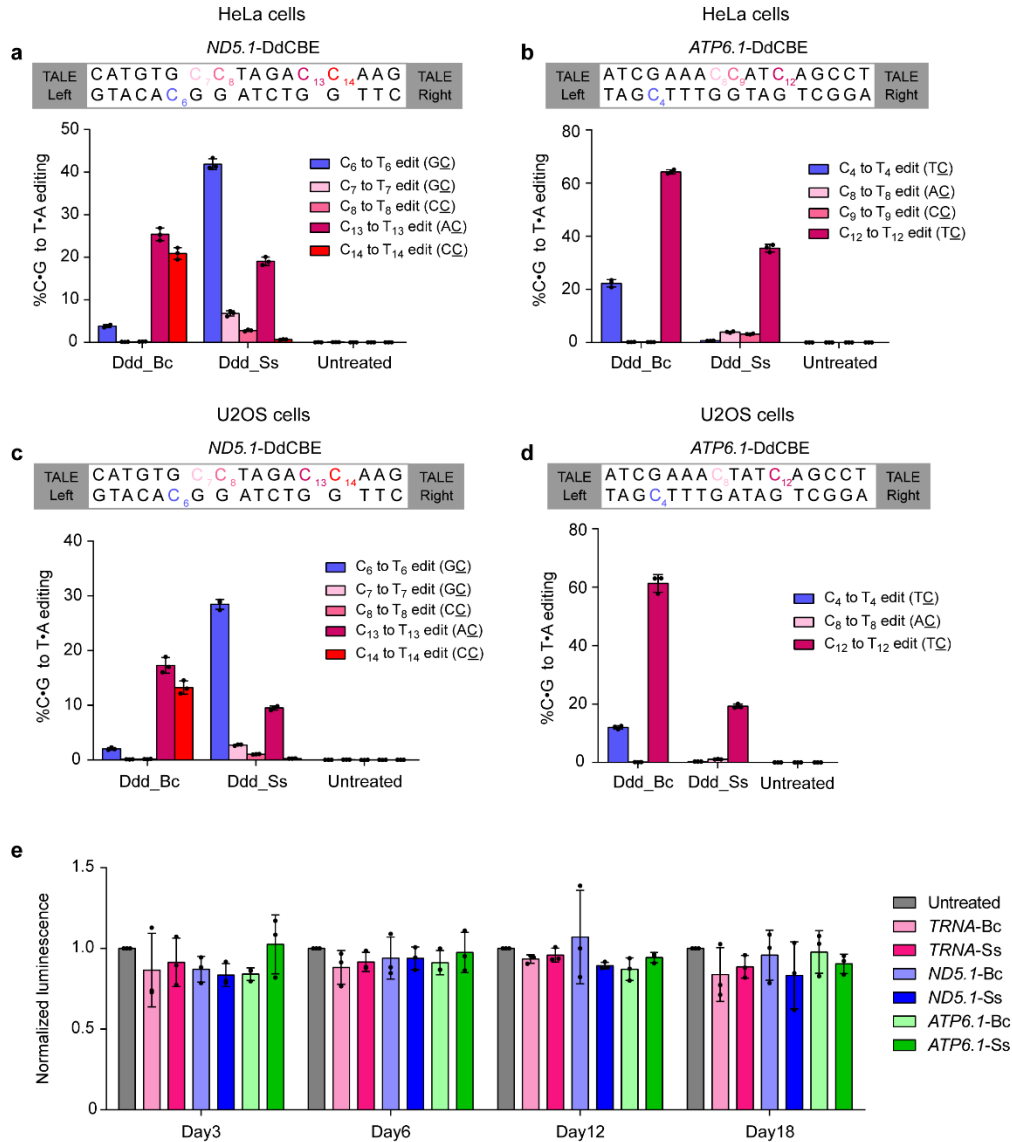 HeLa cells
a
ND5.1-DdCBE
TALE Left
CATGTG C7C8TAGAC13C14AAG
GTACAC6G GATCTG G TTC
TALE Right
50
40
30
20
10
0
%C•G to T•A editing
C6 to T6 edit (GC)
C7 to T7 edit (GC)
C8 to T8 edit (CC)
C13 to T13 edit (AC)
C14 to T14 edit (CC)
Ddd_Bc
Ddd_Ss
Untreated
HeLa cells
b
ATP6.1-DdCBE
TALE Left
ATCGAAAC8C9ATC12AGCCT
TAGC4TTTGGTAG TCGGA
TALE Right
80
60
40
20
0
%C•G to T•A editing
C4 to T4 edit (TC)
C8 to T8 edit (AC)
C9 to T9 edit (CC)
C12 to T12 edit (TC)
Ddd_Bc
Ddd_Ss
Untreated
U2OS cells
c
ND5.1-DdCBE
TALE Left
CATGTG C7C8TAGAC13C14AAG
GTACAC6G GATCTG G TTC
TALE Right
40
30
20
10
0
%C•G to T•A editing
C6 to T6 edit (GC)
C7 to T7 edit (GC)
C8 to T8 edit (CC)
C13 to T13 edit (AC)
C14 to T14 edit (CC)
Ddd_Bc
Ddd_Ss
Untreated
U2OS cells
d
ATP6.1-DdCBE
TALE Left
ATCGAAAC8TATC12AGCCT
TAGC4TTTGATAG TCGGA
TALE Right
80
60
40
20
0
%C•G to T•A editing
C4 to T4 edit (TC)
C8 to T8 edit (AC)
C12 to T12 edit (TC)
Ddd_Bc
Ddd_Ss
Untreated
e
1.5
1.0
0.5
0
Normalized luminescence
Day3
Day6
Day12
Day18
Untreated
TRNA-Bc
TRNA-Ss
ND5.1-Bc
ND5.1-Ss
ATP6.1-Bc
ATP6.1-Ss